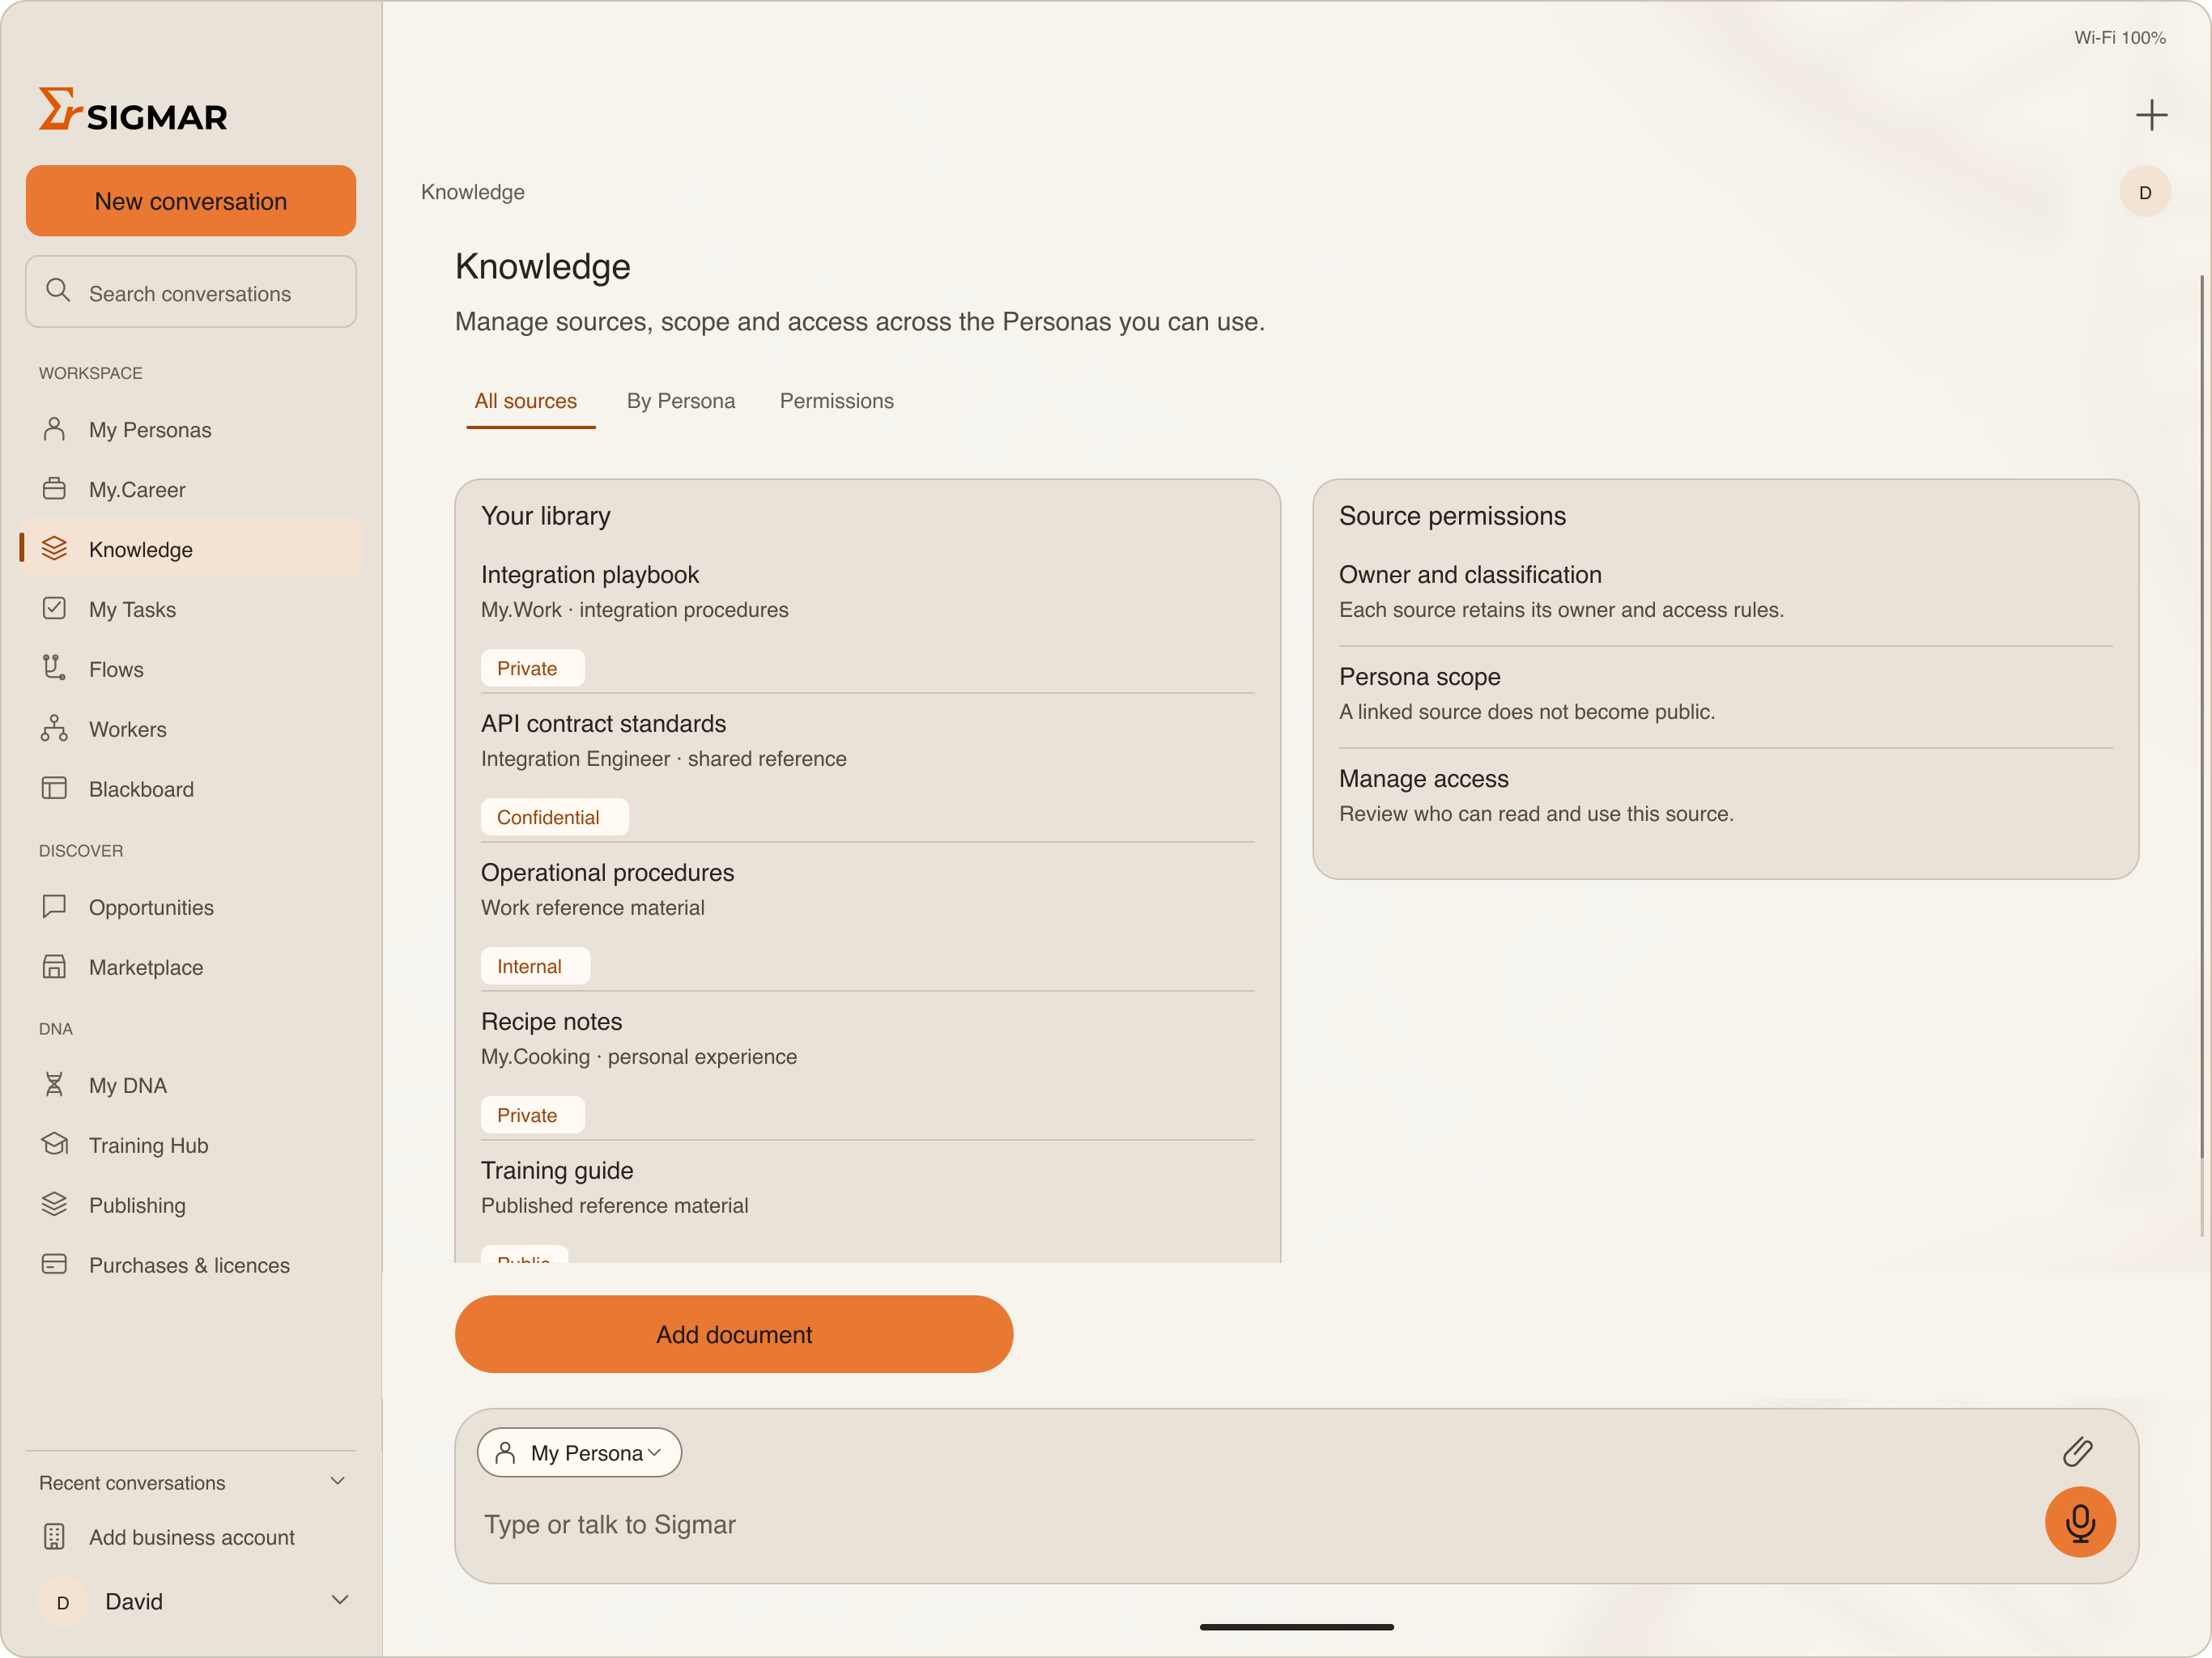 Wi-Fi 100%
Σr SIGMAR
New conversation
Search conversations
WORKSPACE
My Personas
My.Career
Knowledge
My Tasks
Flows
Workers
Blackboard
DISCOVER
Opportunities
Marketplace
DNA
My DNA
Training Hub
Publishing
Purchases & licences
Recent conversations
Add business account
D
David
Knowledge
D
Knowledge
Manage sources, scope and access across the Personas you can use.
All sources
By Persona
Permissions
Your library
Integration playbook
My.Work · integration procedures
Private
API contract standards
Integration Engineer · shared reference
Confidential
Operational procedures
Work reference material
Internal
Recipe notes
My.Cooking · personal experience
Private
Training guide
Published reference material
Public
Source permissions
Owner and classification
Each source retains its owner and access rules.
Persona scope
A linked source does not become public.
Manage access
Review who can read and use this source.
Add document
My Persona
Type or talk to Sigmar